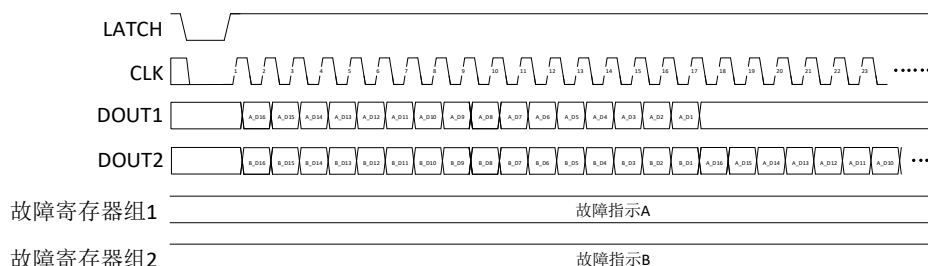 LATCH
CLK 1 2 3 4 5 6 7 8 9 10 11 12 13 14 15 16 17 18 19 20 21 22 23 ……
DOUT1 A_D16 A_D15 A_D14 A_D13 A_D12 A_D11 A_D10 A_D9 A_D8 A_D7 A_D6 A_D5 A_D4 A_D3 A_D2 A_D1
DOUT2 B_D16 B_D15 B_D14 B_D13 B_D12 B_D11 B_D10 B_D9 B_D8 B_D7 B_D6 B_D5 B_D4 B_D3 B_D2 B_D1 A_D16 A_D15 A_D14 A_D13 A_D12 A_D11 A_D10 …
故障寄存器组1 故障指示A
故障寄存器组2 故障指示B